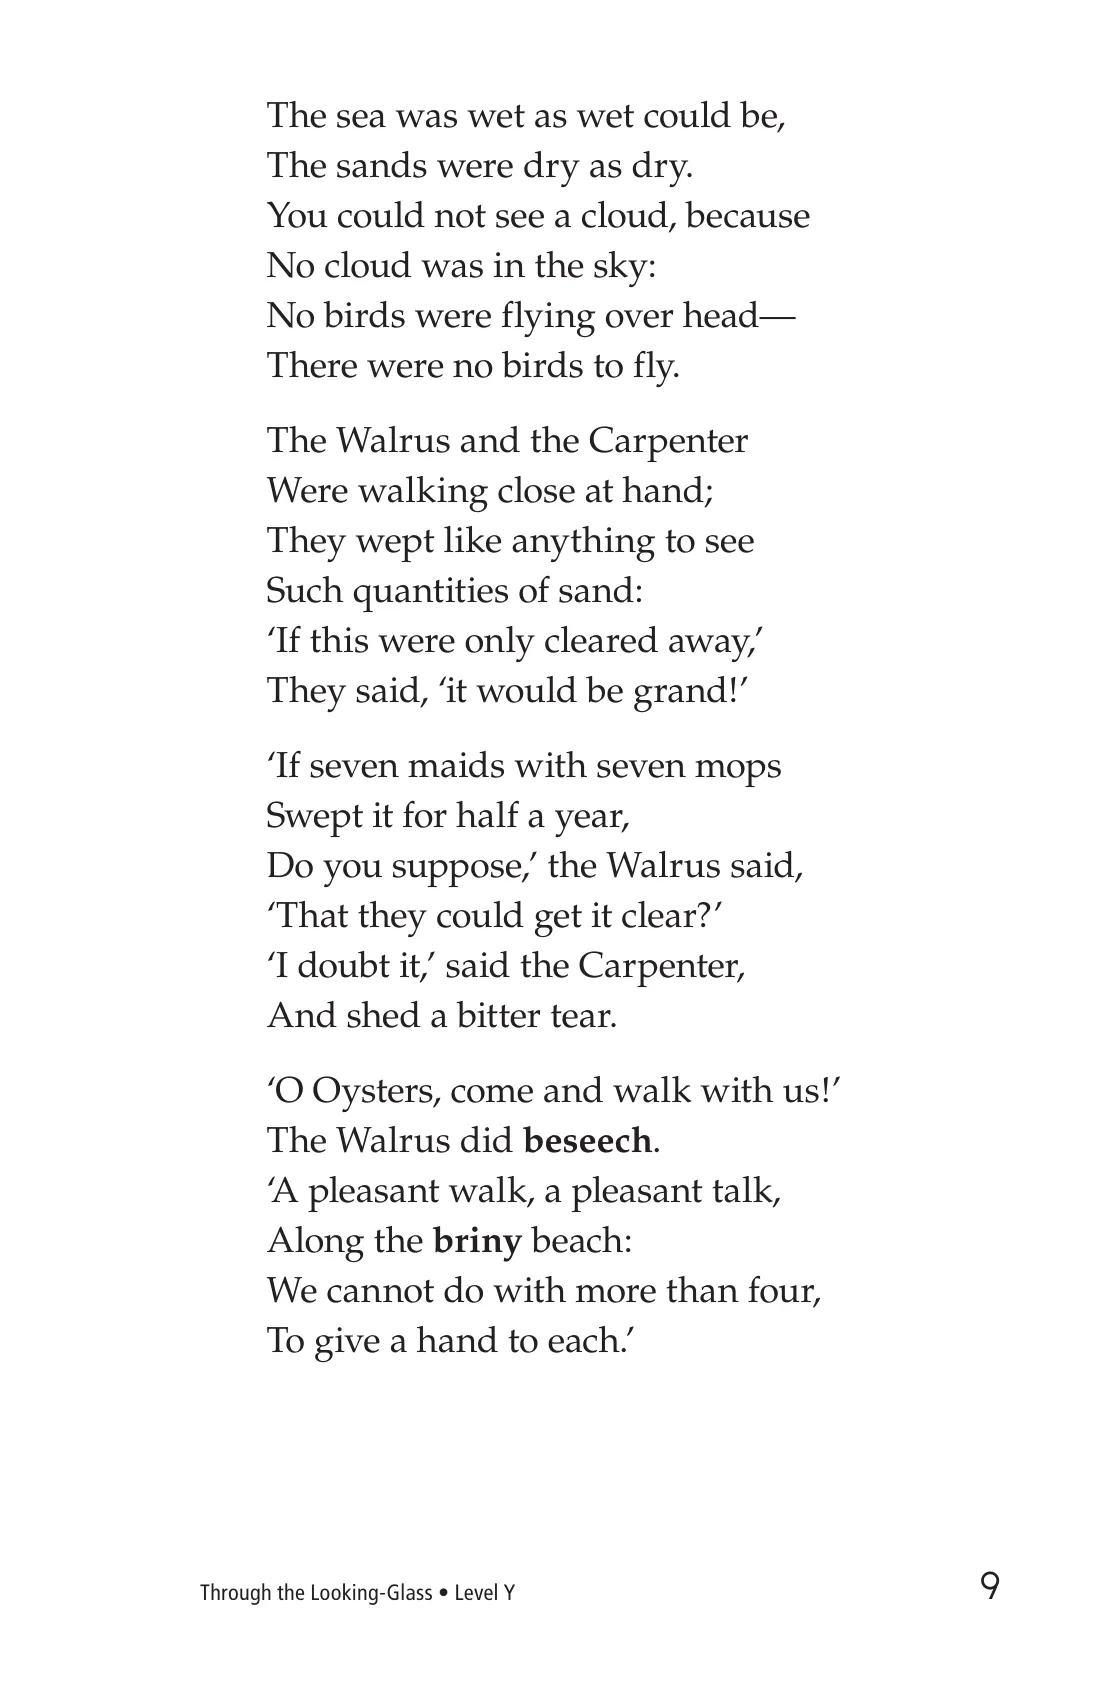 The sea was wet as wet could be,
The sands were dry as dry.
You could not see a cloud, because
No cloud was in the sky:
No birds were flying over head—
There were no birds to fly.
The Walrus and the Carpenter
Were walking close at hand;
They wept like anything to see
Such quantities of sand:
‘If this were only cleared away,’
They said, ‘it would be grand!’
‘If seven maids with seven mops
Swept it for half a year,
Do you suppose,’ the Walrus said,
‘That they could get it clear?’
‘I doubt it,’ said the Carpenter,
And shed a bitter tear.
‘O Oysters, come and walk with us!’
The Walrus did beseech.
‘A pleasant walk, a pleasant talk,
Along the briny beach:
We cannot do with more than four,
To give a hand to each.’
Through the Looking-Glass • Level Y 9